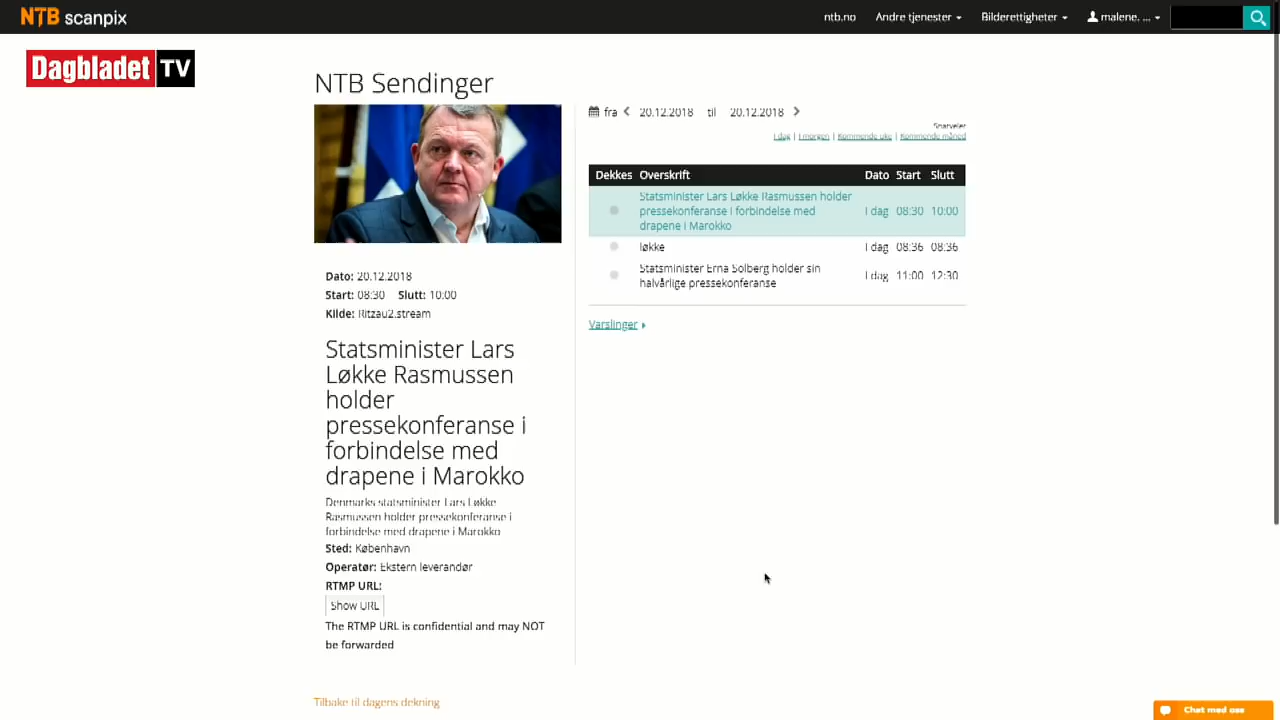 NTB scanpix
ntb.no Andre tjenester Bilderettigheter malene. ...
Dagbladet TV
NTB Sendinger
fra 20.12.2018 til 20.12.2018
Snarveier
I dag | I morgen | Kommende uke | Kommende måned
Dekkes Overskrift Dato Start Slutt
Statsminister Lars Løkke Rasmussen holder
pressekonferanse i forbindelse med
drapene i Marokko
I dag 08:30 10:00
løkke I dag 08:36 08:36
Statsminister Erna Solberg holder sin
halvårlige pressekonferanse
I dag 11:00 12:30
Varslinger
Dato: 20.12.2018
Start: 08:30 Slutt: 10:00
Kilde: Ritzau2.stream
Statsminister Lars
Løkke Rasmussen
holder
pressekonferanse i
forbindelse med
drapene i Marokko
Denmarks statsminister Lars Løkke
Rasmussen holder pressekonferanse i
forbindelse med drapene i Marokko
Sted: København
Operatør: Ekstern leverandør
RTMP URL:
Show URL
The RTMP URL is confidential and may NOT
be forwarded
Tilbake til dagens dekning
Chat med oss